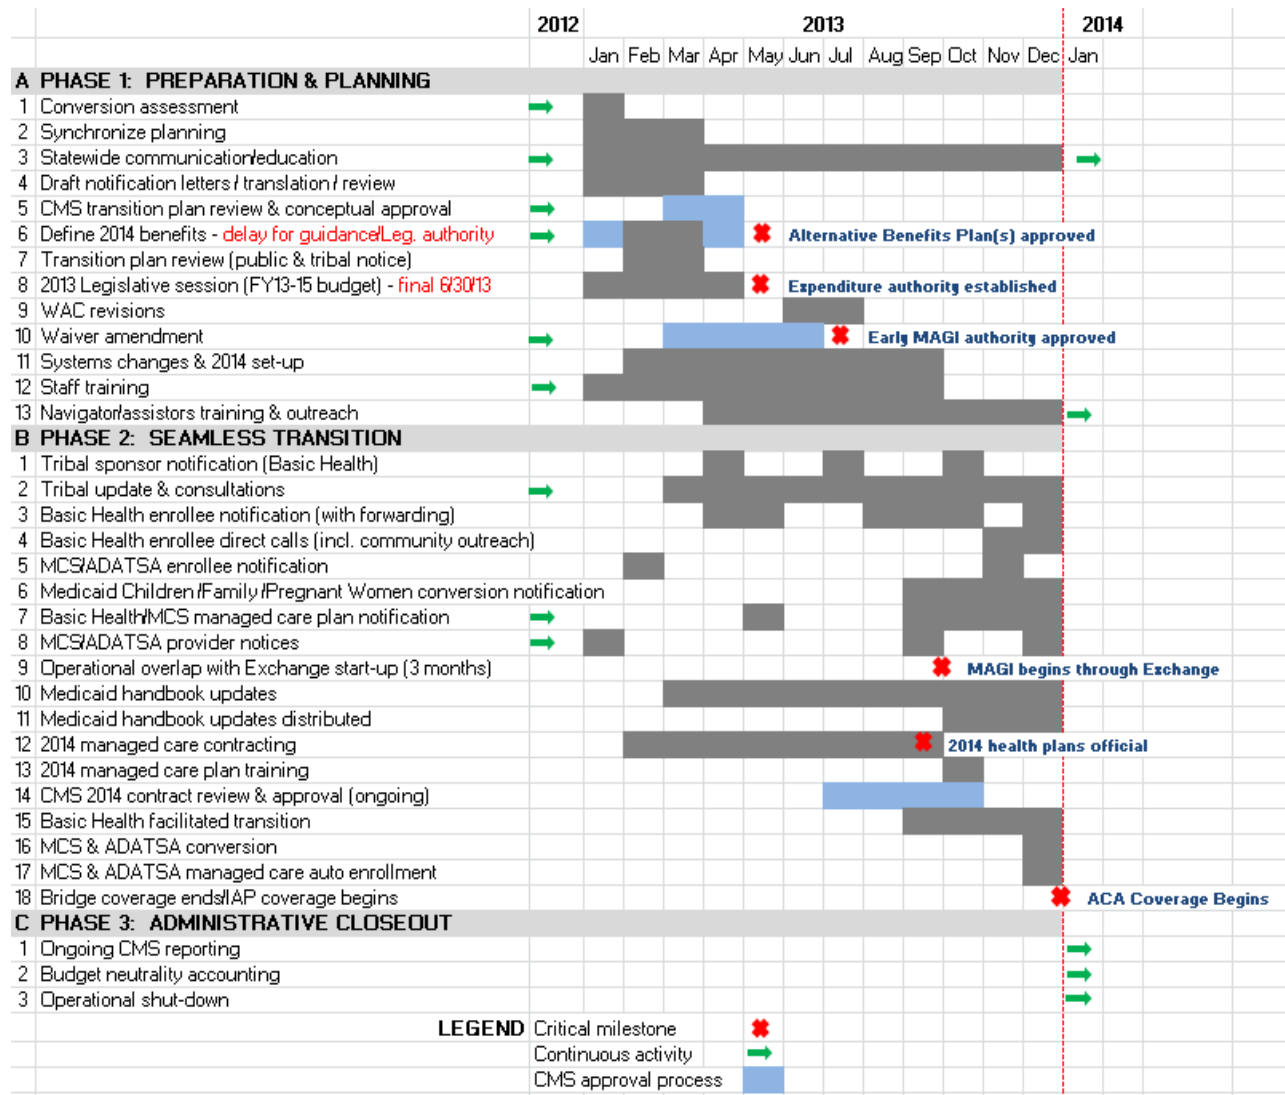 2012 2013 2014
Jan Feb Mar Apr May Jun Jul Aug Sep Oct Nov Dec Jan
A PHASE 1: PREPARATION & PLANNING
1 Conversion assessment
2 Synchronize planning
3 Statewide communication/education
4 Draft notification letters / translation / review
5 CMS transition plan review & conceptual approval
6 Define 2014 benefits - delay for guidance/Leg. authority Alternative Benefits Plan(s) approved
7 Transition plan review (public & tribal notice)
8 2013 Legislative session (FY13-15 budget) - final 6/30/13 Expenditure authority established
9 WAC revisions
10 Waiver amendment Early MAGI authority approved
11 Systems changes & 2014 set-up
12 Staff training
13 Navigator/assistors training & outreach
B PHASE 2: SEAMLESS TRANSITION
1 Tribal sponsor notification (Basic Health)
2 Tribal update & consultations
3 Basic Health enrollee notification (with forwarding)
4 Basic Health enrollee direct calls (incl. community outreach)
5 MCS/ADATSA enrollee notification
6 Medicaid Children /Family /Pregnant Women conversion notification
7 Basic Health/MCS managed care plan notification
8 MCS/ADATSA provider notices
9 Operational overlap with Exchange start-up (3 months) MAGI begins through Exchange
10 Medicaid handbook updates
11 Medicaid handbook updates distributed
12 2014 managed care contracting 2014 health plans official
13 2014 managed care plan training
14 CMS 2014 contract review & approval (ongoing)
15 Basic Health facilitated transition
16 MCS & ADATSA conversion
17 MCS & ADATSA managed care auto enrollment
18 Bridge coverage ends/IAP coverage begins ACA Coverage Begins
C PHASE 3: ADMINISTRATIVE CLOSEOUT
1 Ongoing CMS reporting
2 Budget neutrality accounting
3 Operational shut-down
LEGEND Critical milestone
Continuous activity
CMS approval process